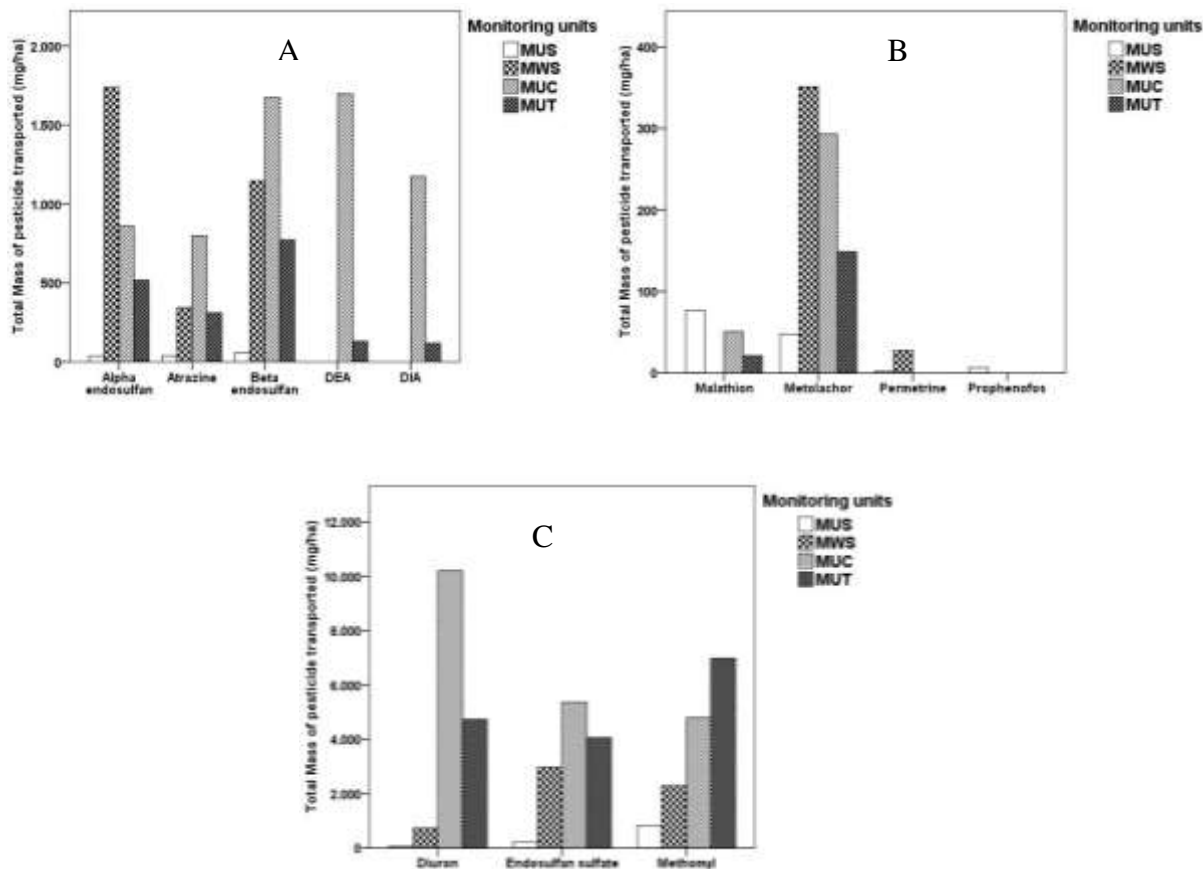 A
Total Mass of pesticide transported (mg/ha)
2.000
1.500
1.000
500
0
Alpha endosulfan
Atrazine
Beta endosulfan
DEA
DIA
Monitoring units
MUS
MWS
MUC
MUT
B
Total Mass of pesticide transported (mg/ha)
400
300
200
100
0
Malathion
Metolachor
Permetrine
Prophenofos
Monitoring units
MUS
MWS
MUC
MUT
C
Total Mass of pesticide transported (mg/ha)
12.000
10.000
8.000
6.000
4.000
2.000
0
Diuron
Endosulfan sulfate
Methomyl
Monitoring units
MUS
MWS
MUC
MUT